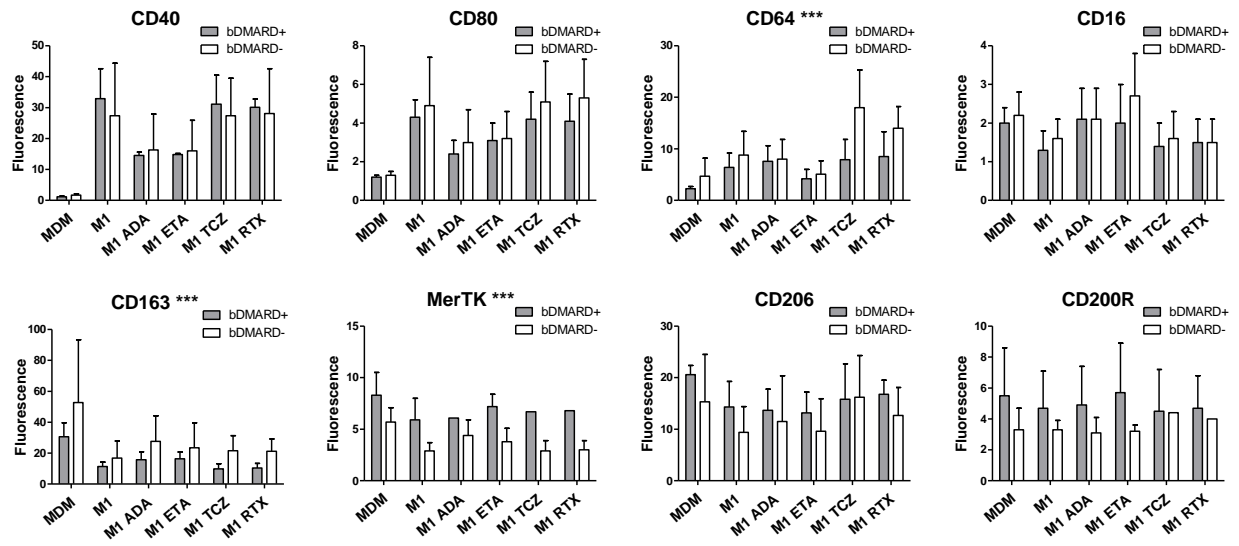 CD40
bDMARD+
bDMARD-
Fluorescence
50
40
30
20
10
0
MDM
M1
M1 ADA
M1 ETA
M1 TCZ
M1 RTX
CD80
bDMARD+
bDMARD-
Fluorescence
8
6
4
2
0
MDM
M1
M1 ADA
M1 ETA
M1 TCZ
M1 RTX
CD64 ***
bDMARD+
bDMARD-
Fluorescence
30
20
10
0
MDM
M1
M1 ADA
M1 ETA
M1 TCZ
M1 RTX
CD16
bDMARD+
bDMARD-
Fluorescence
4
3
2
1
0
MDM
M1
M1 ADA
M1 ETA
M1 TCZ
M1 RTX
CD163 ***
bDMARD+
bDMARD-
Fluorescence
100
80
60
40
20
0
MDM
M1
M1 ADA
M1 ETA
M1 TCZ
M1 RTX
MerTK ***
bDMARD+
bDMARD-
Fluorescence
15
10
5
0
MDM
M1
M1 ADA
M1 ETA
M1 TCZ
M1 RTX
CD206
bDMARD+
bDMARD-
Fluorescence
30
20
10
0
MDM
M1
M1 ADA
M1 ETA
M1 TCZ
M1 RTX
CD200R
bDMARD+
bDMARD-
Fluorescence
10
8
6
4
2
0
MDM
M1
M1 ADA
M1 ETA
M1 TCZ
M1 RTX